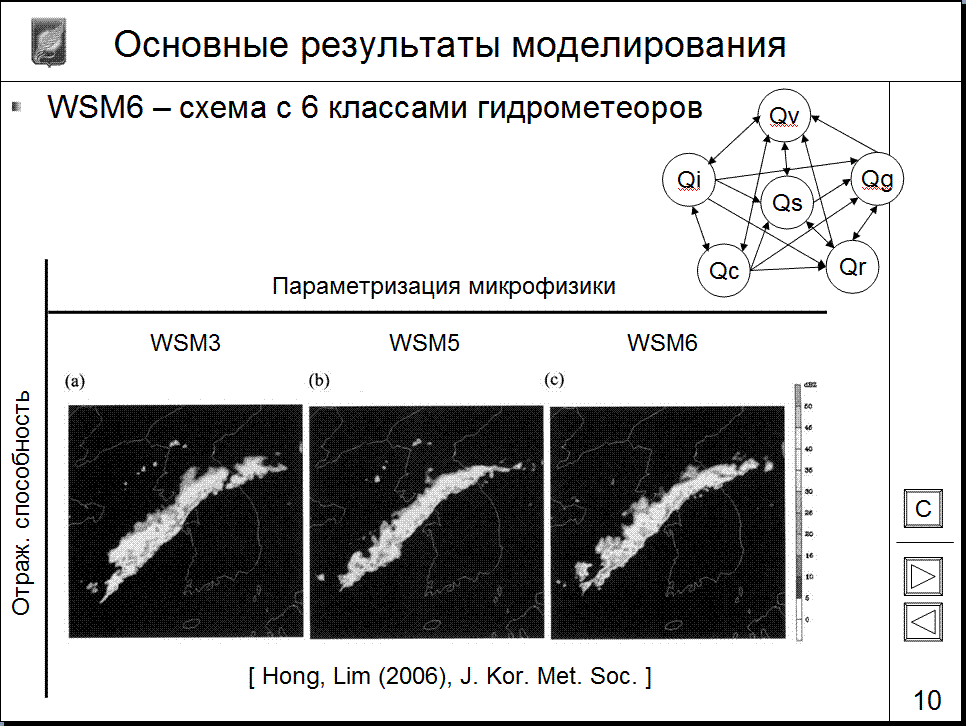 Основные результаты моделирования
WSM6 – схема с 6 классами гидрометеоров
Qv
Qi
Qg
Qs
Qc
Qr
Параметризация микрофизики
WSM3 WSM5 WSM6
(a) (b) (c)
dBZ
50
45
40
35
30
25
20
15
10
5
0
Отраж. способность
[ Hong, Lim (2006), J. Kor. Met. Soc. ]
С
10